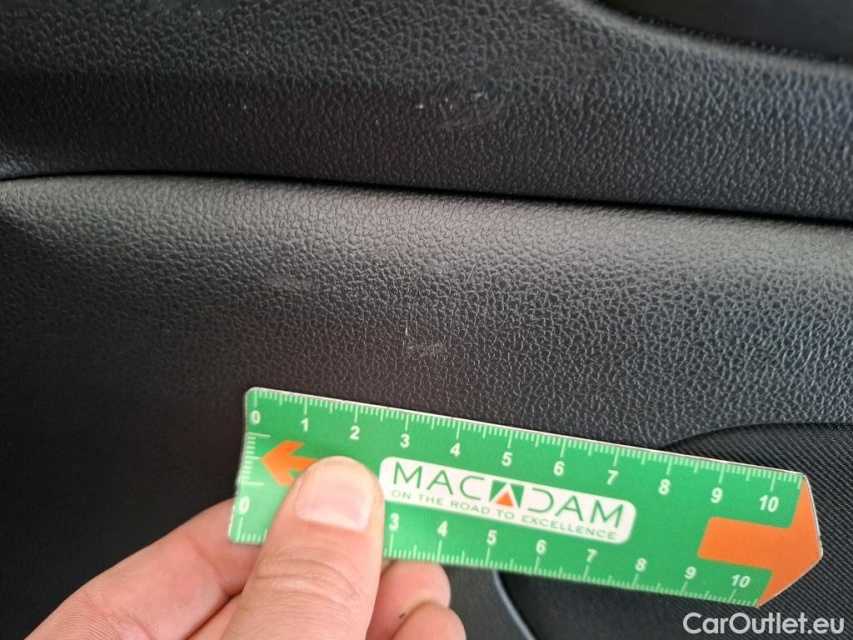 0 1 2 3 4 5 6 7 8 9 10
MACADAM
ON THE ROAD TO EXCELLENCE
0 3 4 5 6 7 8 9 10
CarOutlet.eu